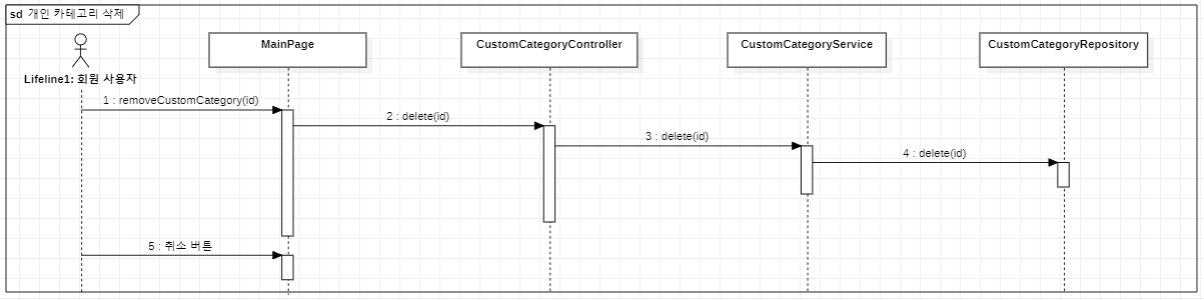 sd 개인 카테고리 삭제
MainPage
CustomCategoryController
CustomCategoryService
CustomCategoryRepository
Lifeline1: 회원 사용자
1 : removeCustomCategory(id)
2 : delete(id)
3 : delete(id)
4 : delete(id)
5 : 취소 버튼